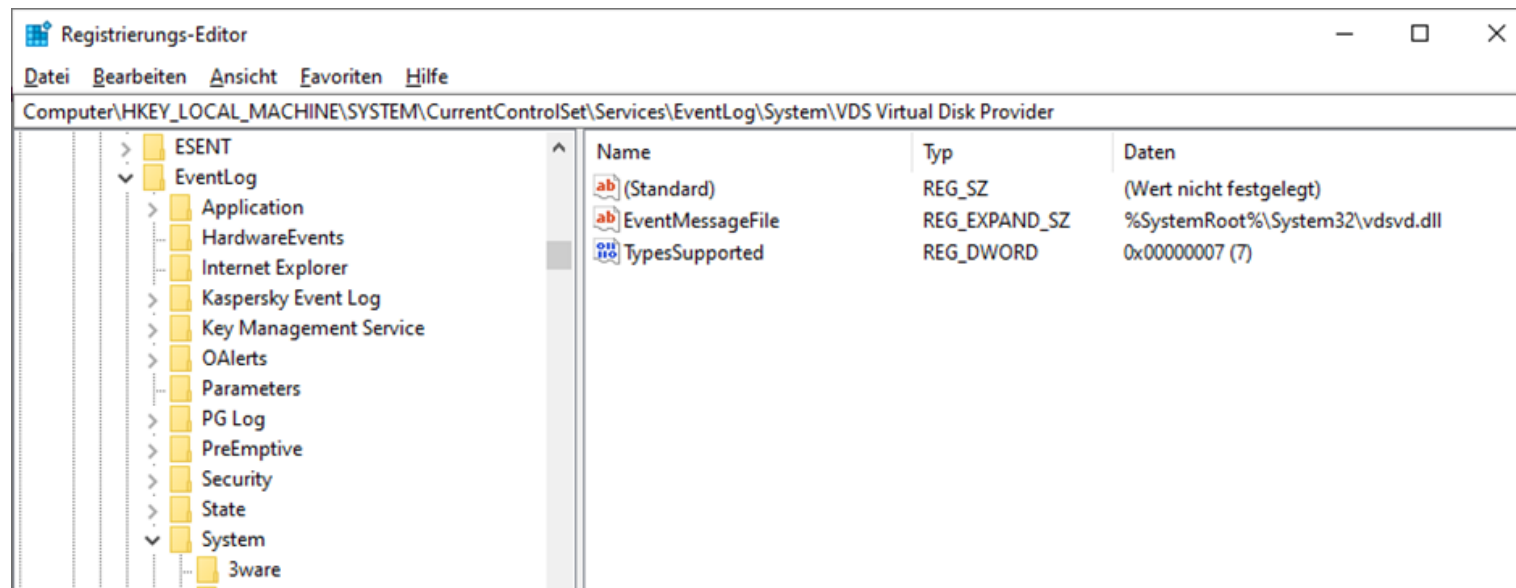 Registrierungs-Editor
Datei Bearbeiten Ansicht Favoriten Hilfe
Computer\HKEY_LOCAL_MACHINE\SYSTEM\CurrentControlSet\Services\EventLog\System\VDS Virtual Disk Provider
ESENT
EventLog
Application
HardwareEvents
Internet Explorer
Kaspersky Event Log
Key Management Service
OAlerts
Parameters
PG Log
PreEmptive
Security
State
System
3ware
Name Typ Daten
(Standard) REG_SZ (Wert nicht festgelegt)
EventMessageFile REG_EXPAND_SZ %SystemRoot%\System32\vdsvd.dll
TypesSupported REG_DWORD 0x00000007 (7)